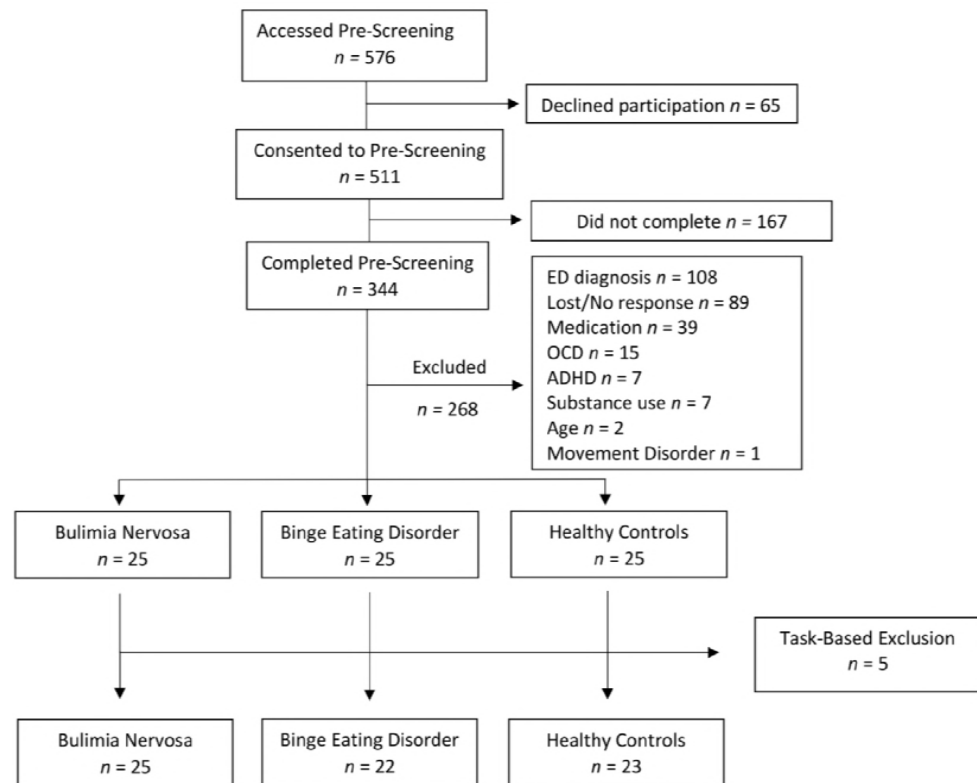 Accessed Pre-Screening
n = 576
Declined participation n = 65
Consented to Pre-Screening
n = 511
Did not complete n = 167
Completed Pre-Screening
n = 344
ED diagnosis n = 108
Lost/No response n = 89
Medication n = 39
OCD n = 15
ADHD n = 7
Substance use n = 7
Age n = 2
Movement Disorder n = 1
Excluded
n = 268
Bulimia Nervosa
n = 25
Binge Eating Disorder
n = 25
Healthy Controls
n = 25
Task-Based Exclusion
n = 5
Bulimia Nervosa
n = 25
Binge Eating Disorder
n = 22
Healthy Controls
n = 23